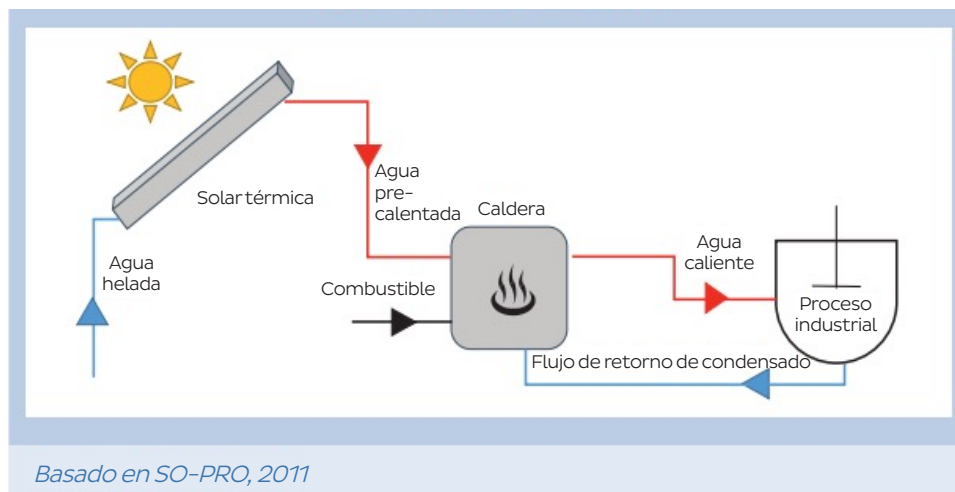 Solar térmica
Agua
helada
Agua
pre-
calentada
Caldera
Combustible
Agua
caliente
Proceso
industrial
Flujo de retorno de condensado
Basado en SO-PRO, 2011